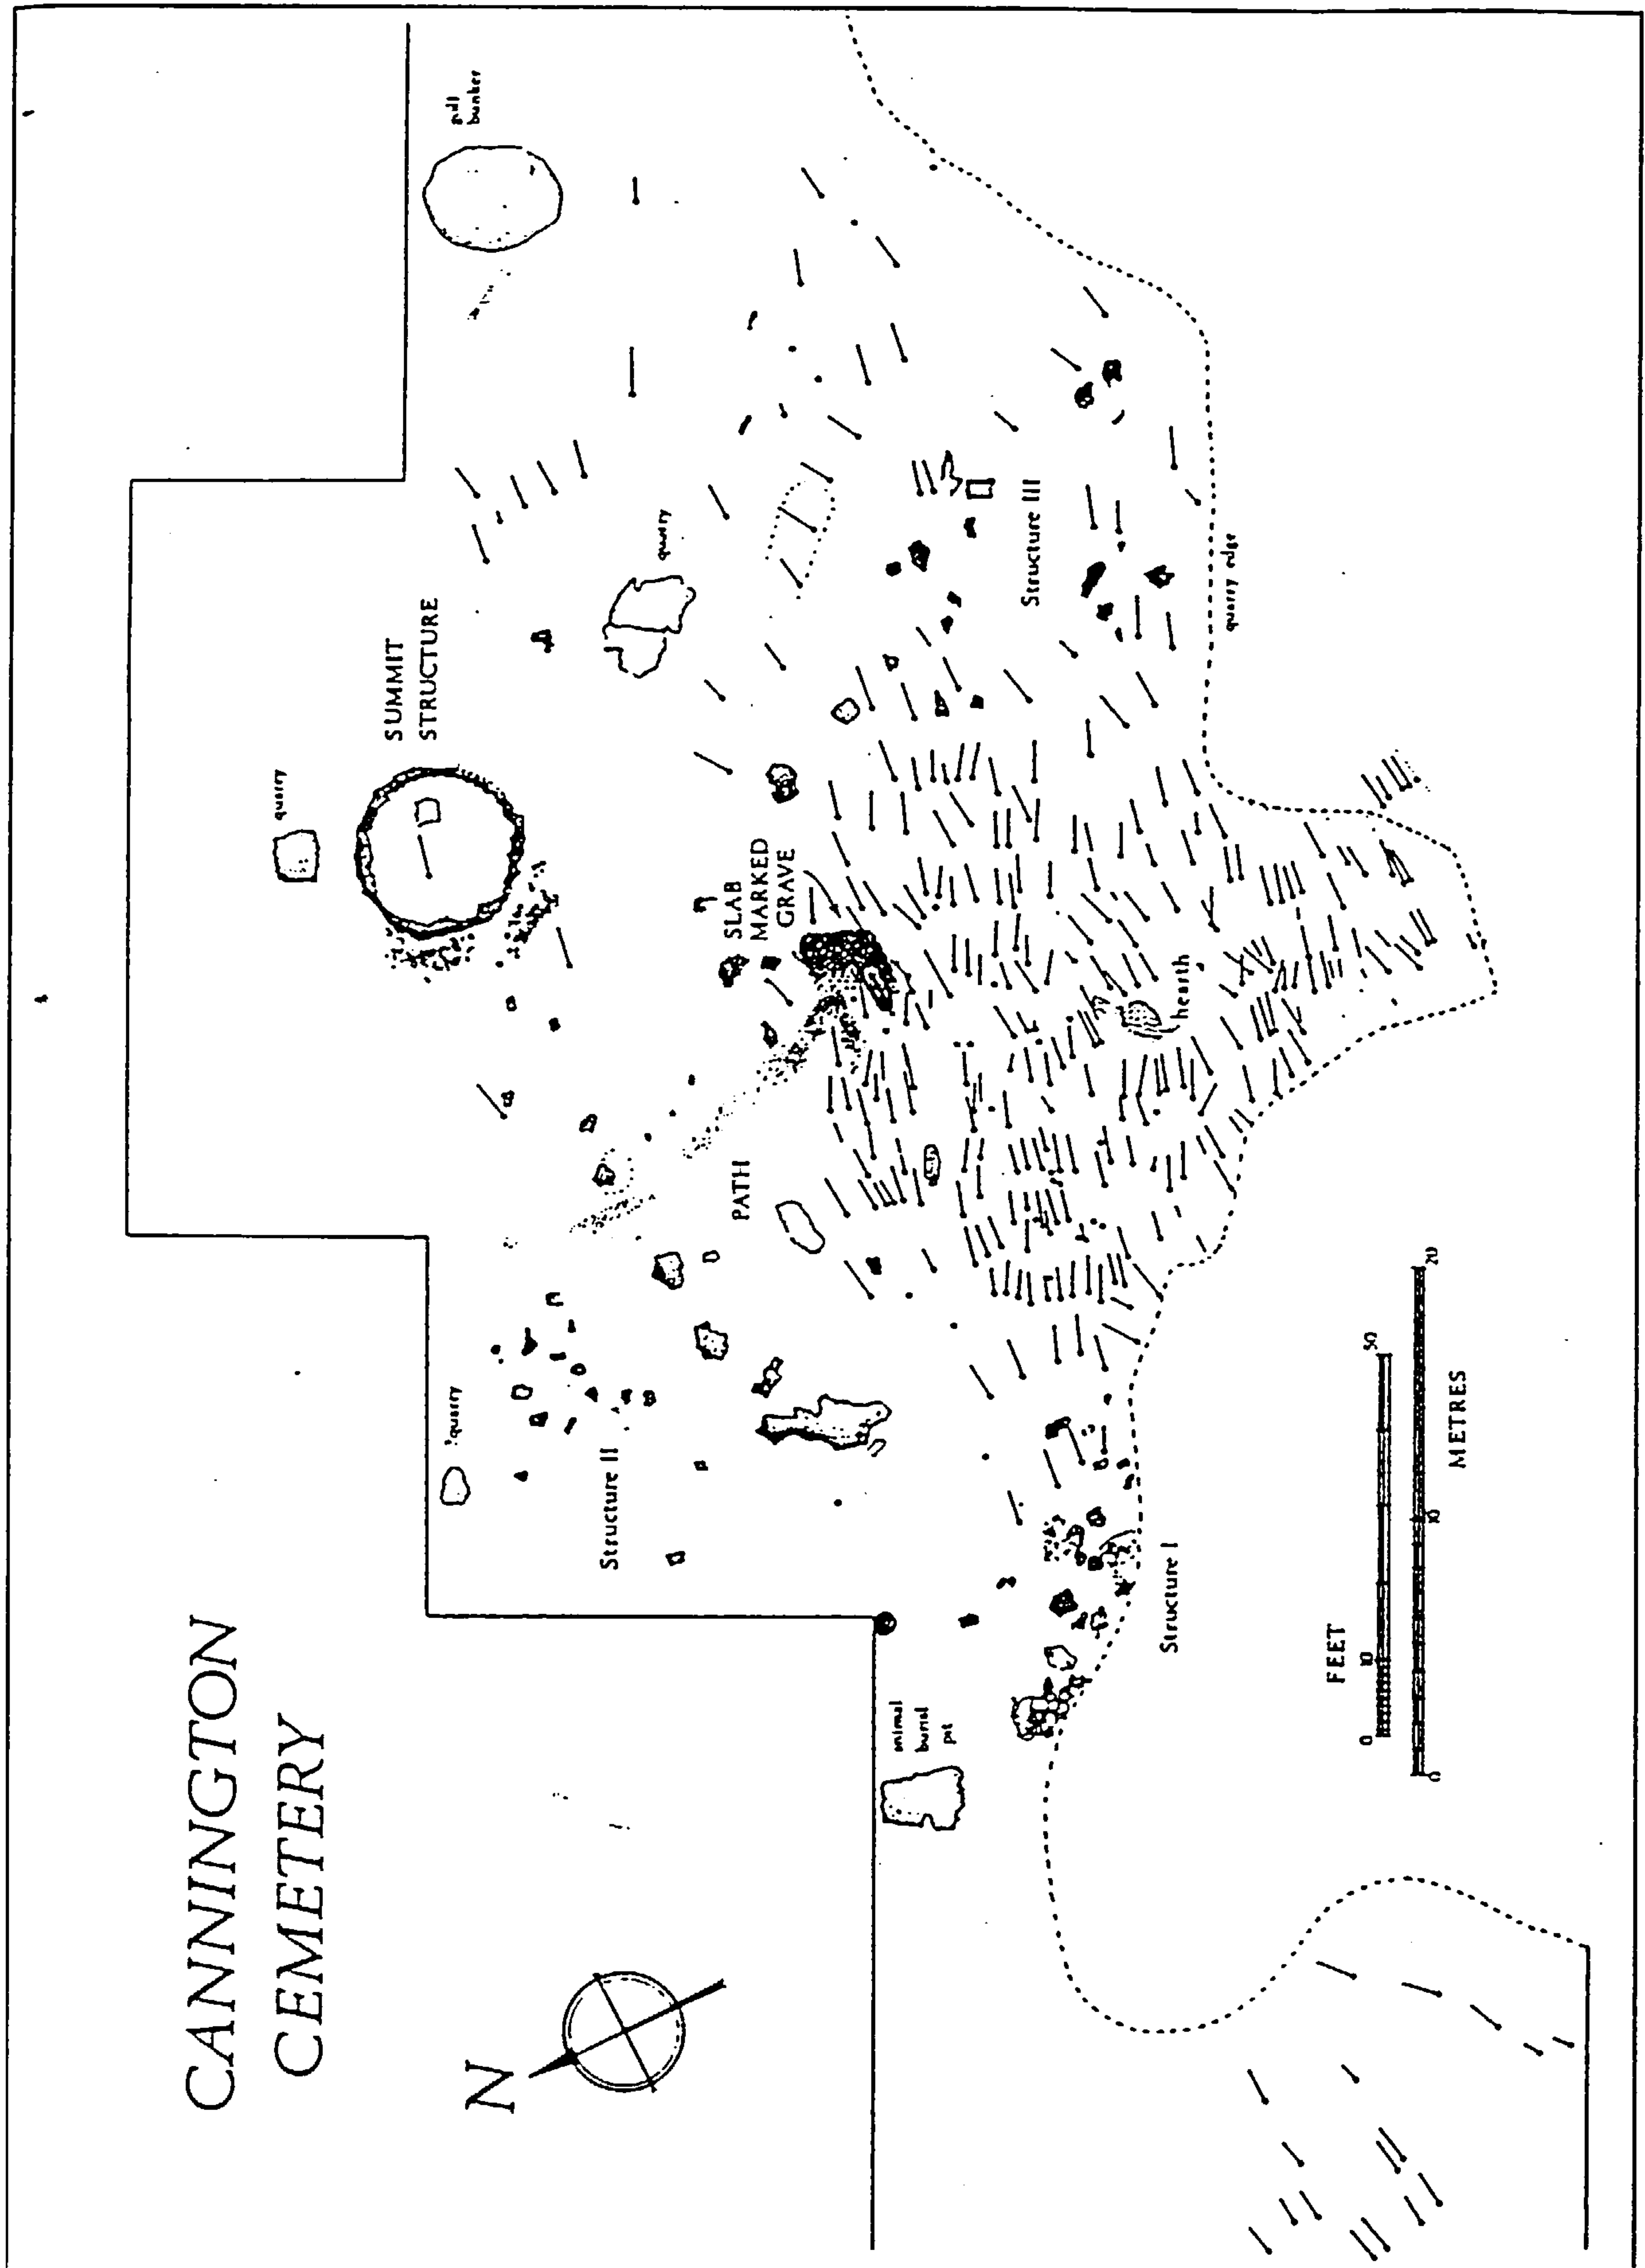 CANNINGTON
CEMETERY
N
quarry
SUMMIT
STRUCTURE
bunker
?quarry
Structure II
PATH
SLAB
MARKED
GRAVE
quarry
animal
burial
pit
Structure I
hearth
Structure III
quarry edge
FEET
0
10
50
0
10
20
METRES